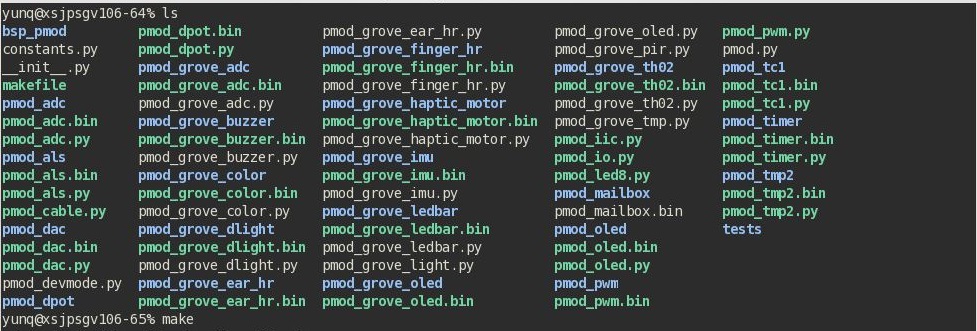 yunq@xsjpsgv106-64% ls
bsp_pmod pmod_dpot.bin pmod_grove_ear_hr.py pmod_grove_oled.py pmod_pwm.py
constants.py pmod_dpot.py pmod_grove_finger_hr pmod_grove_pir.py pmod.py
__init__.py pmod_grove_adc pmod_grove_finger_hr.bin pmod_grove_th02 pmod_tc1
makefile pmod_grove_adc.bin pmod_grove_finger_hr.py pmod_grove_th02.bin pmod_tc1.bin
pmod_adc pmod_grove_adc.py pmod_grove_haptic_motor pmod_grove_th02.py pmod_tc1.py
pmod_adc.bin pmod_grove_buzzer pmod_grove_haptic_motor.bin pmod_grove_tmp.py pmod_timer
pmod_adc.py pmod_grove_buzzer.bin pmod_grove_haptic_motor.py pmod_iic.py pmod_timer.bin
pmod_als pmod_grove_buzzer.py pmod_grove_imu pmod_io.py pmod_timer.py
pmod_als.bin pmod_grove_color pmod_grove_imu.bin pmod_led8.py pmod_tmp2
pmod_als.py pmod_grove_color.bin pmod_grove_imu.py pmod_mailbox pmod_tmp2.bin
pmod_cable.py pmod_grove_color.py pmod_grove_ledbar pmod_mailbox.bin pmod_tmp2.py
pmod_dac pmod_grove_dlight pmod_grove_ledbar.bin pmod_oled tests
pmod_dac.bin pmod_grove_dlight.bin pmod_grove_ledbar.py pmod_oled.bin
pmod_dac.py pmod_grove_dlight.py pmod_grove_light.py pmod_oled.py
pmod_devmode.py pmod_grove_ear_hr pmod_grove_oled pmod_pwm
pmod_dpot pmod_grove_ear_hr.bin pmod_grove_oled.bin pmod_pwm.bin
yunq@xsjpsgv106-65% make